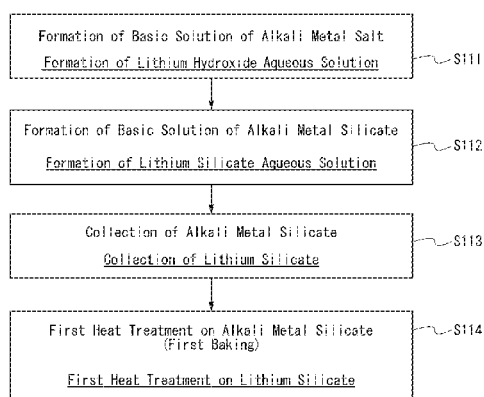 Formation of Basic Solution of Alkali Metal Salt
Formation of Lithium Hydroxide Aqueous Solution
S111
Formation of Basic Solution of Alkali Metal Silicate
Formation of Lithium Silicate Aqueous Solution
S112
Collection of Alkali Metal Silicate
Collection of Lithium Silicate
S113
First Heat Treatment on Alkali Metal Silicate
(First Baking)
First Heat Treatment on Lithium Silicate
S114